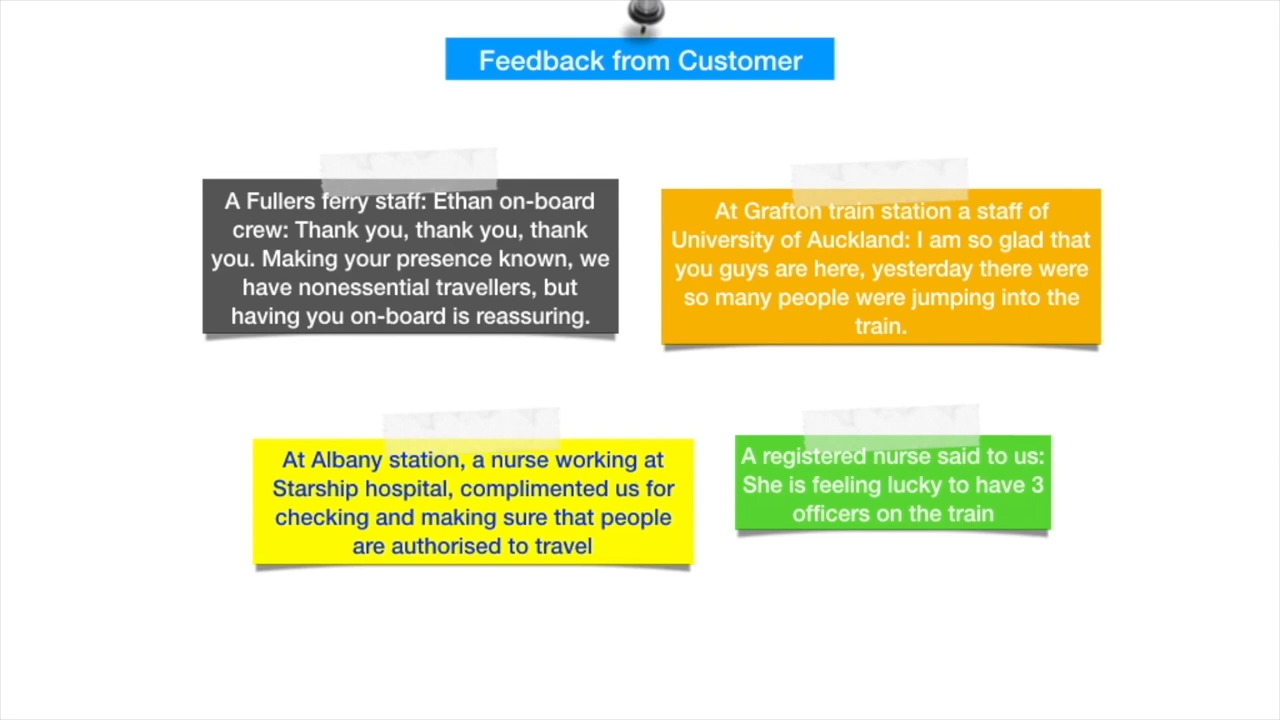 Feedback from Customer
A Fullers ferry staff: Ethan on-board
crew: Thank you, thank you, thank
you. Making your presence known, we
have nonessential travellers, but
having you on-board is reassuring.
At Grafton train station a staff of
University of Auckland: I am so glad that
you guys are here, yesterday there were
so many people were jumping into the
train.
At Albany station, a nurse working at
Starship hospital, complimented us for
checking and making sure that people
are authorised to travel
A registered nurse said to us:
She is feeling lucky to have 3
officers on the train